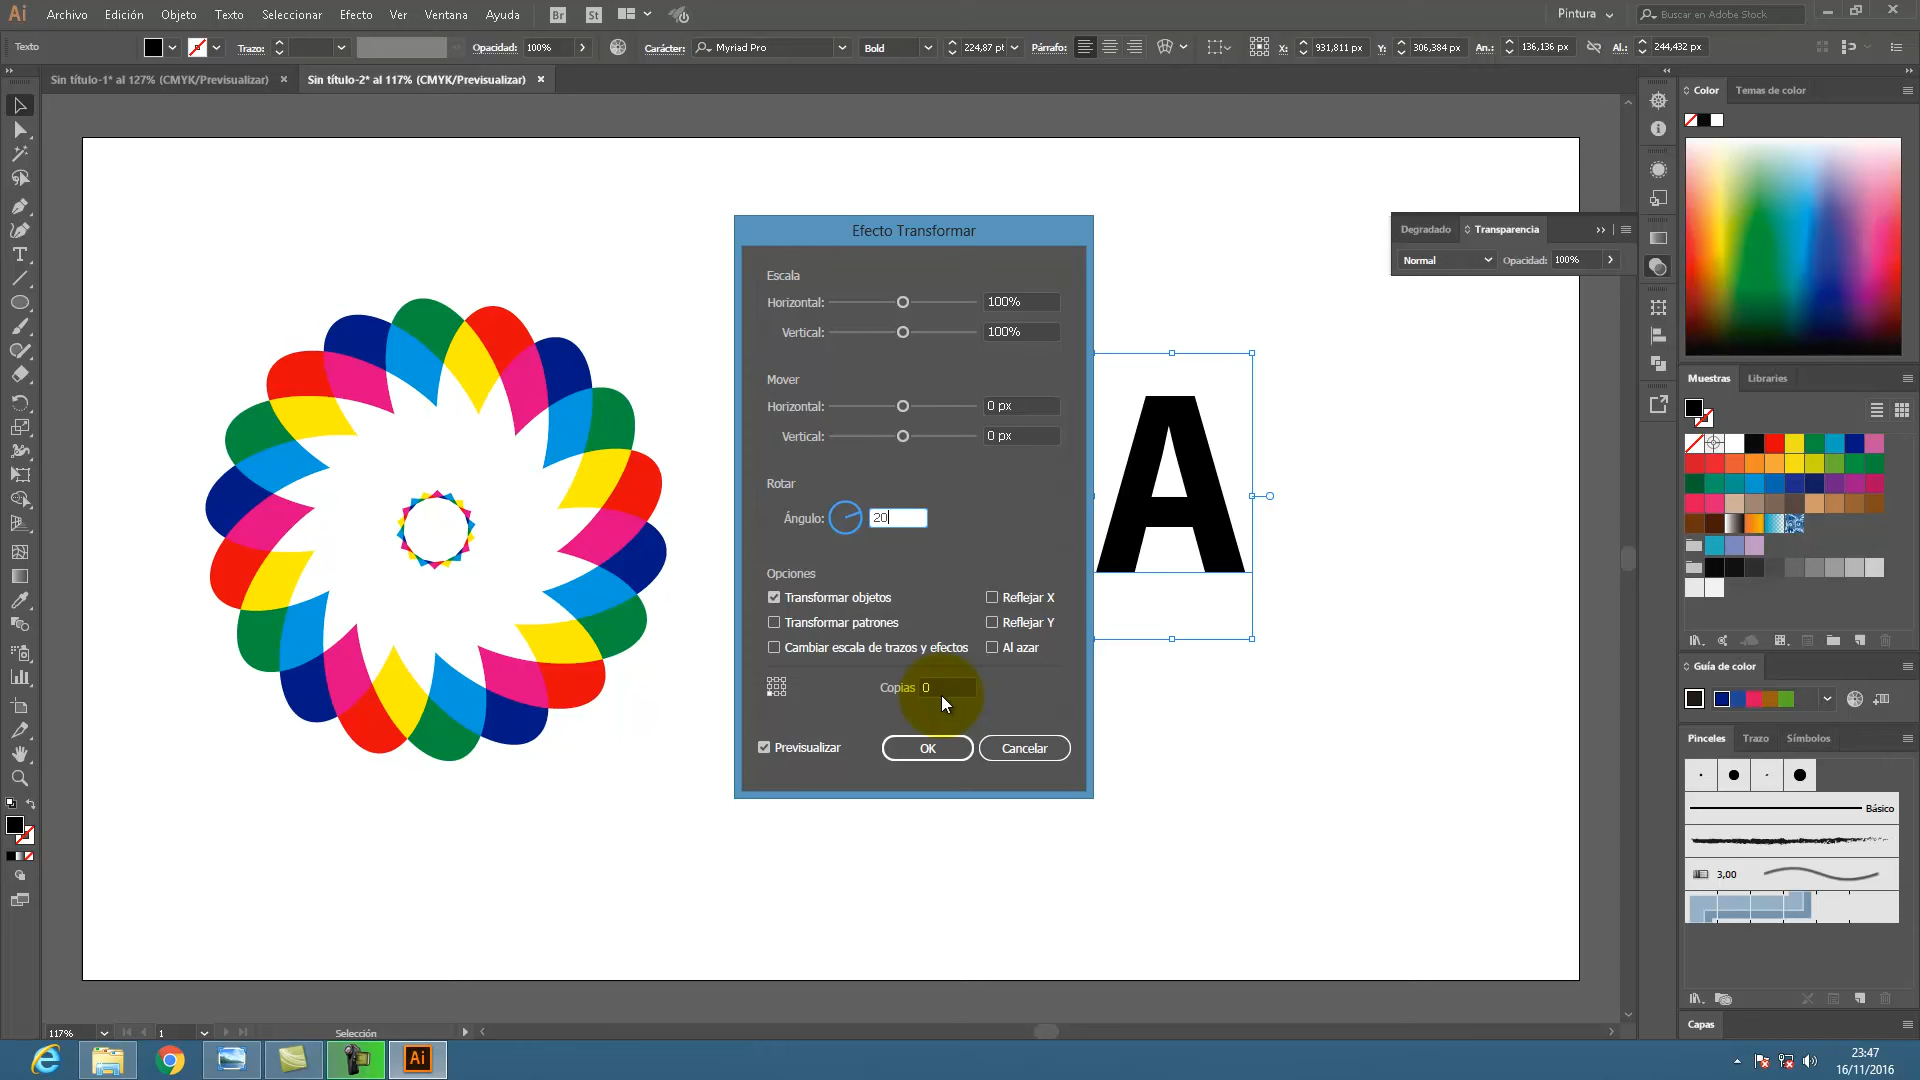 Ai Archivo Edición Objeto Texto Seleccionar Efecto Ver Ventana Ayuda Br St Pintura Buscar en Adobe Stock
Texto Trazo: Opacidad: 100% Carácter: Myriad Pro Bold 224,87 pt Párrafo: X: 931,811 px Y: 306,384 px An.: 136,136 px Al.: 244,432 px
Sin título-1* al 127% (CMYK/Previsualizar) Sin título-2* al 117% (CMYK/Previsualizar)
Color Temas de color
Efecto Transformar
Escala
Horizontal: 100%
Vertical: 100%
Mover
Horizontal: 0 px
Vertical: 0 px
Rotar
Ángulo: 20
Opciones
Transformar objetos Reflejar X
Transformar patrones Reflejar Y
Cambiar escala de trazos y efectos Al azar
Copias 0
Previsualizar OK Cancelar
A
Degradado Transparencia
Normal Opacidad: 100%
Muestras Libraries
Guía de color
Pinceles Trazo Símbolos
Básico
3,00
Capas
117% 1 Selección
Ai
23:47
16/11/2016